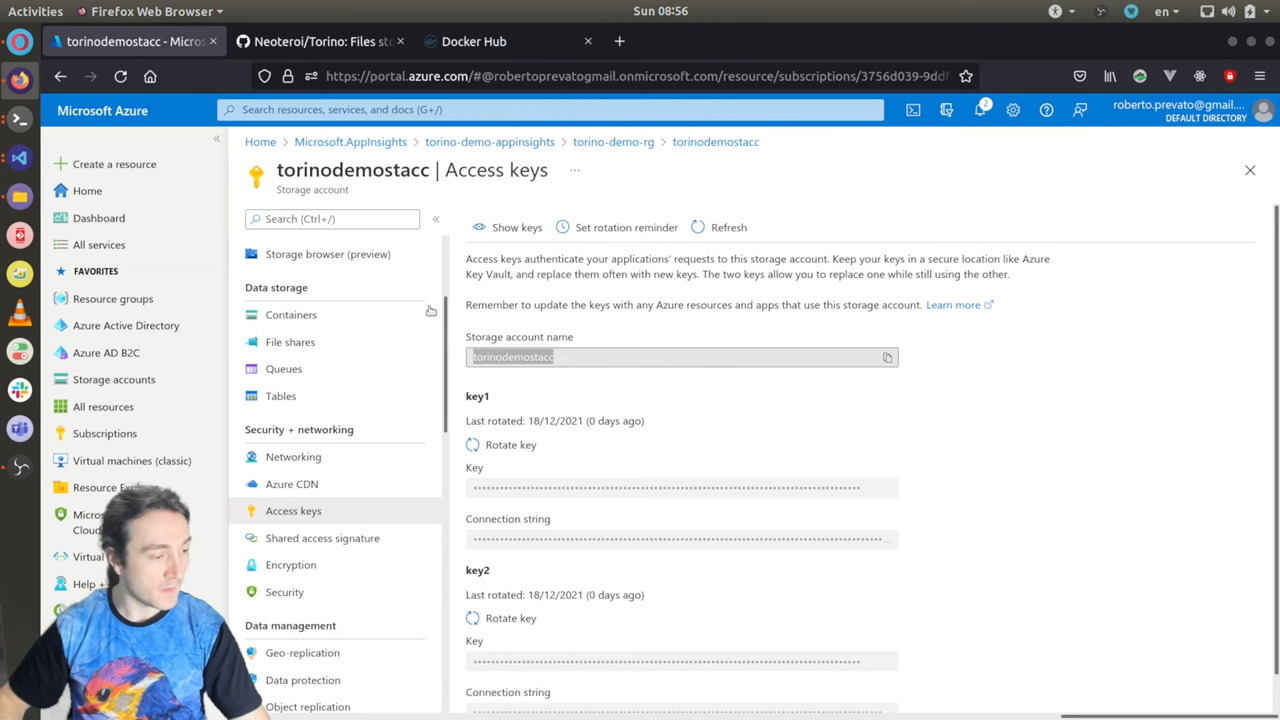 Activities
Firefox Web Browser
Sun 08:56
en
torinodemostacc - Micros
Neoteroi/Torino: Files sto
Docker Hub
https://portal.azure.com/#@robertoprevatogmail.onmicrosoft.com/resource/subscriptions/3756d039-9ddf
Microsoft Azure
Search resources, services, and docs (G+/)
2
roberto.prevato@gmail....
DEFAULT DIRECTORY
Create a resource
Home
Dashboard
All services
FAVORITES
Resource groups
Azure Active Directory
Azure AD B2C
Storage accounts
All resources
Subscriptions
Virtual machines (classic)
Resource Exp
Micros
Cloud
Virtual
Help +
Home
Microsoft.AppInsights
torino-demo-appinsights
torino-demo-rg
torinodemostacc
torinodemostacc | Access keys
...
Storage account
Search (Ctrl+/)
Storage browser (preview)
Data storage
Containers
File shares
Queues
Tables
Security + networking
Networking
Azure CDN
Access keys
Shared access signature
Encryption
Security
Data management
Geo-replication
Data protection
Object replication
Show keys
Set rotation reminder
Refresh
Access keys authenticate your applications' requests to this storage account. Keep your keys in a secure location like Azure
Key Vault, and replace them often with new keys. The two keys allow you to replace one while still using the other.
Remember to update the keys with any Azure resources and apps that use this storage account. Learn more
Storage account name
torinodemostacc
key1
Last rotated: 18/12/2021 (0 days ago)
Rotate key
Key
Connection string
key2
Last rotated: 18/12/2021 (0 days ago)
Rotate key
Key
Connection string